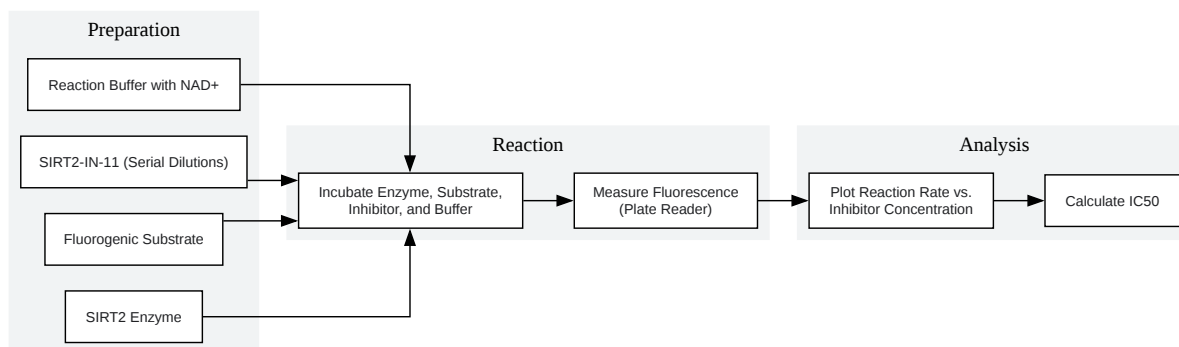 Preparation
Reaction Buffer with NAD+
SIRT2-IN-11 (Serial Dilutions)
Fluorogenic Substrate
SIRT2 Enzyme
Reaction
Incubate Enzyme, Substrate,
Inhibitor, and Buffer
Measure Fluorescence
(Plate Reader)
Analysis
Plot Reaction Rate vs.
Inhibitor Concentration
Calculate IC50